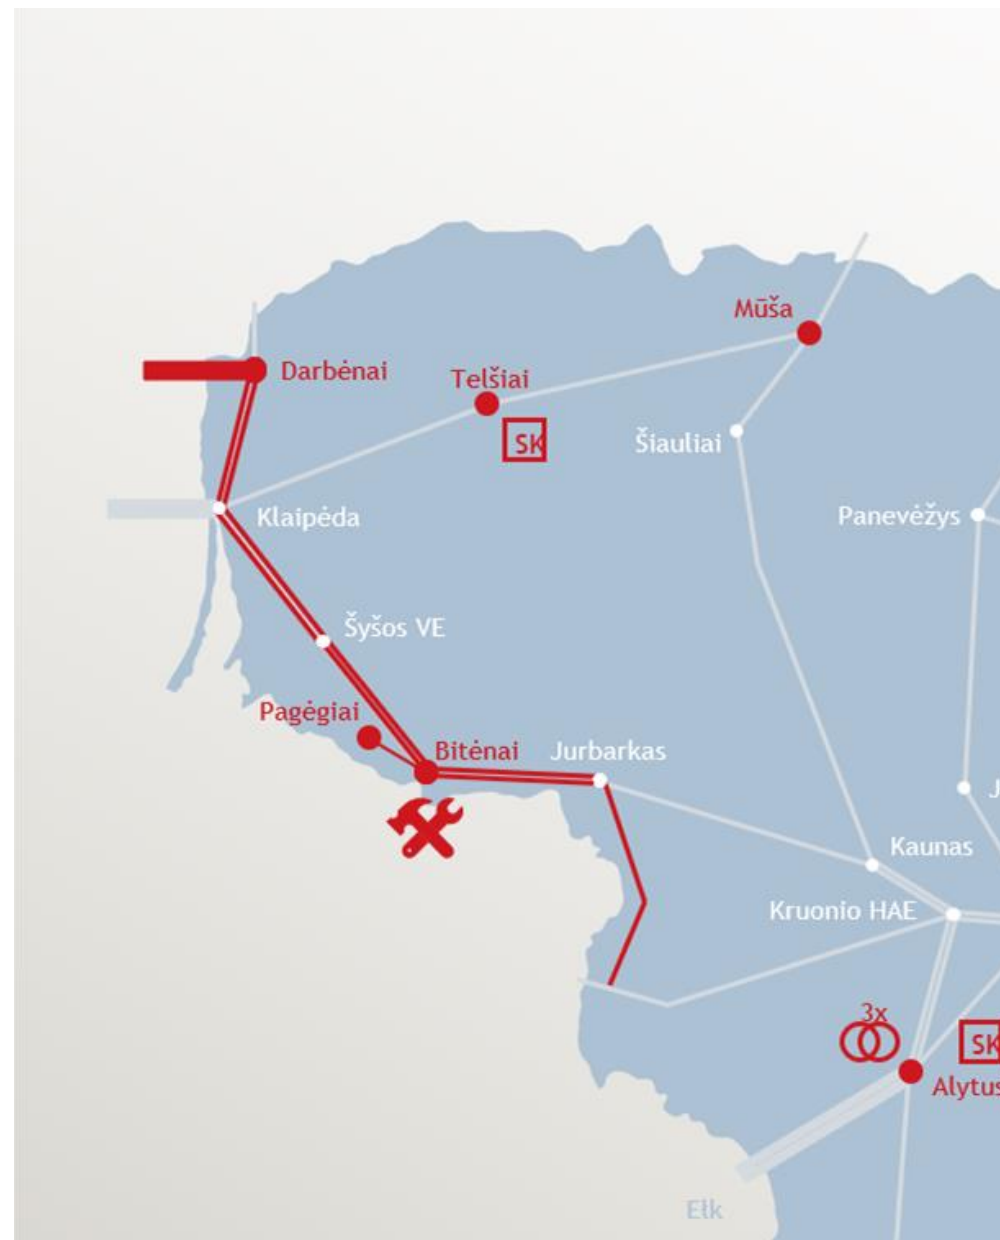 Mūša
Darbėnai
Telšiai
SK
Šiauliai
Klaipėda
Panevėžys
Šyšos VE
Pagėgiai
Bitėnai
Jurbarkas
J
Kaunas
Kruonio HAE
3x
SK
Alytus
Ełk